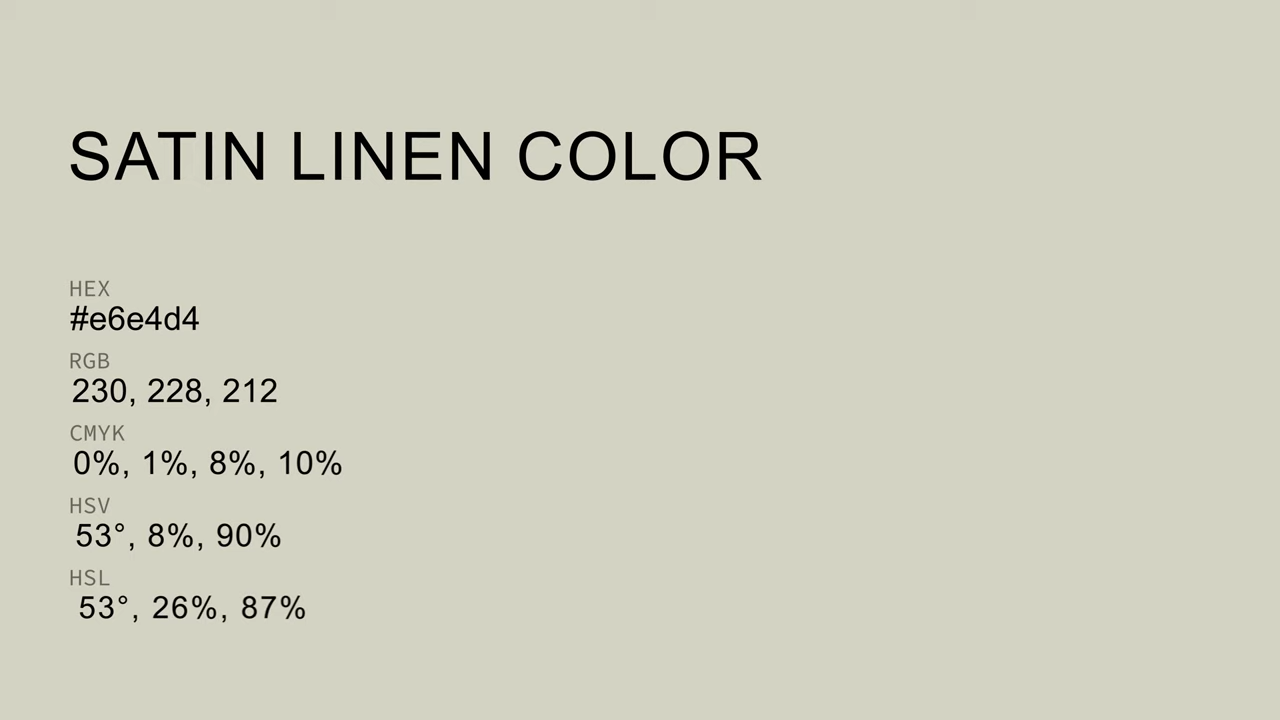 SATIN LINEN COLOR
HEX
#e6e4d4
RGB
230, 228, 212
CMYK
0%, 1%, 8%, 10%
HSV
53°, 8%, 90%
HSL
53°, 26%, 87%